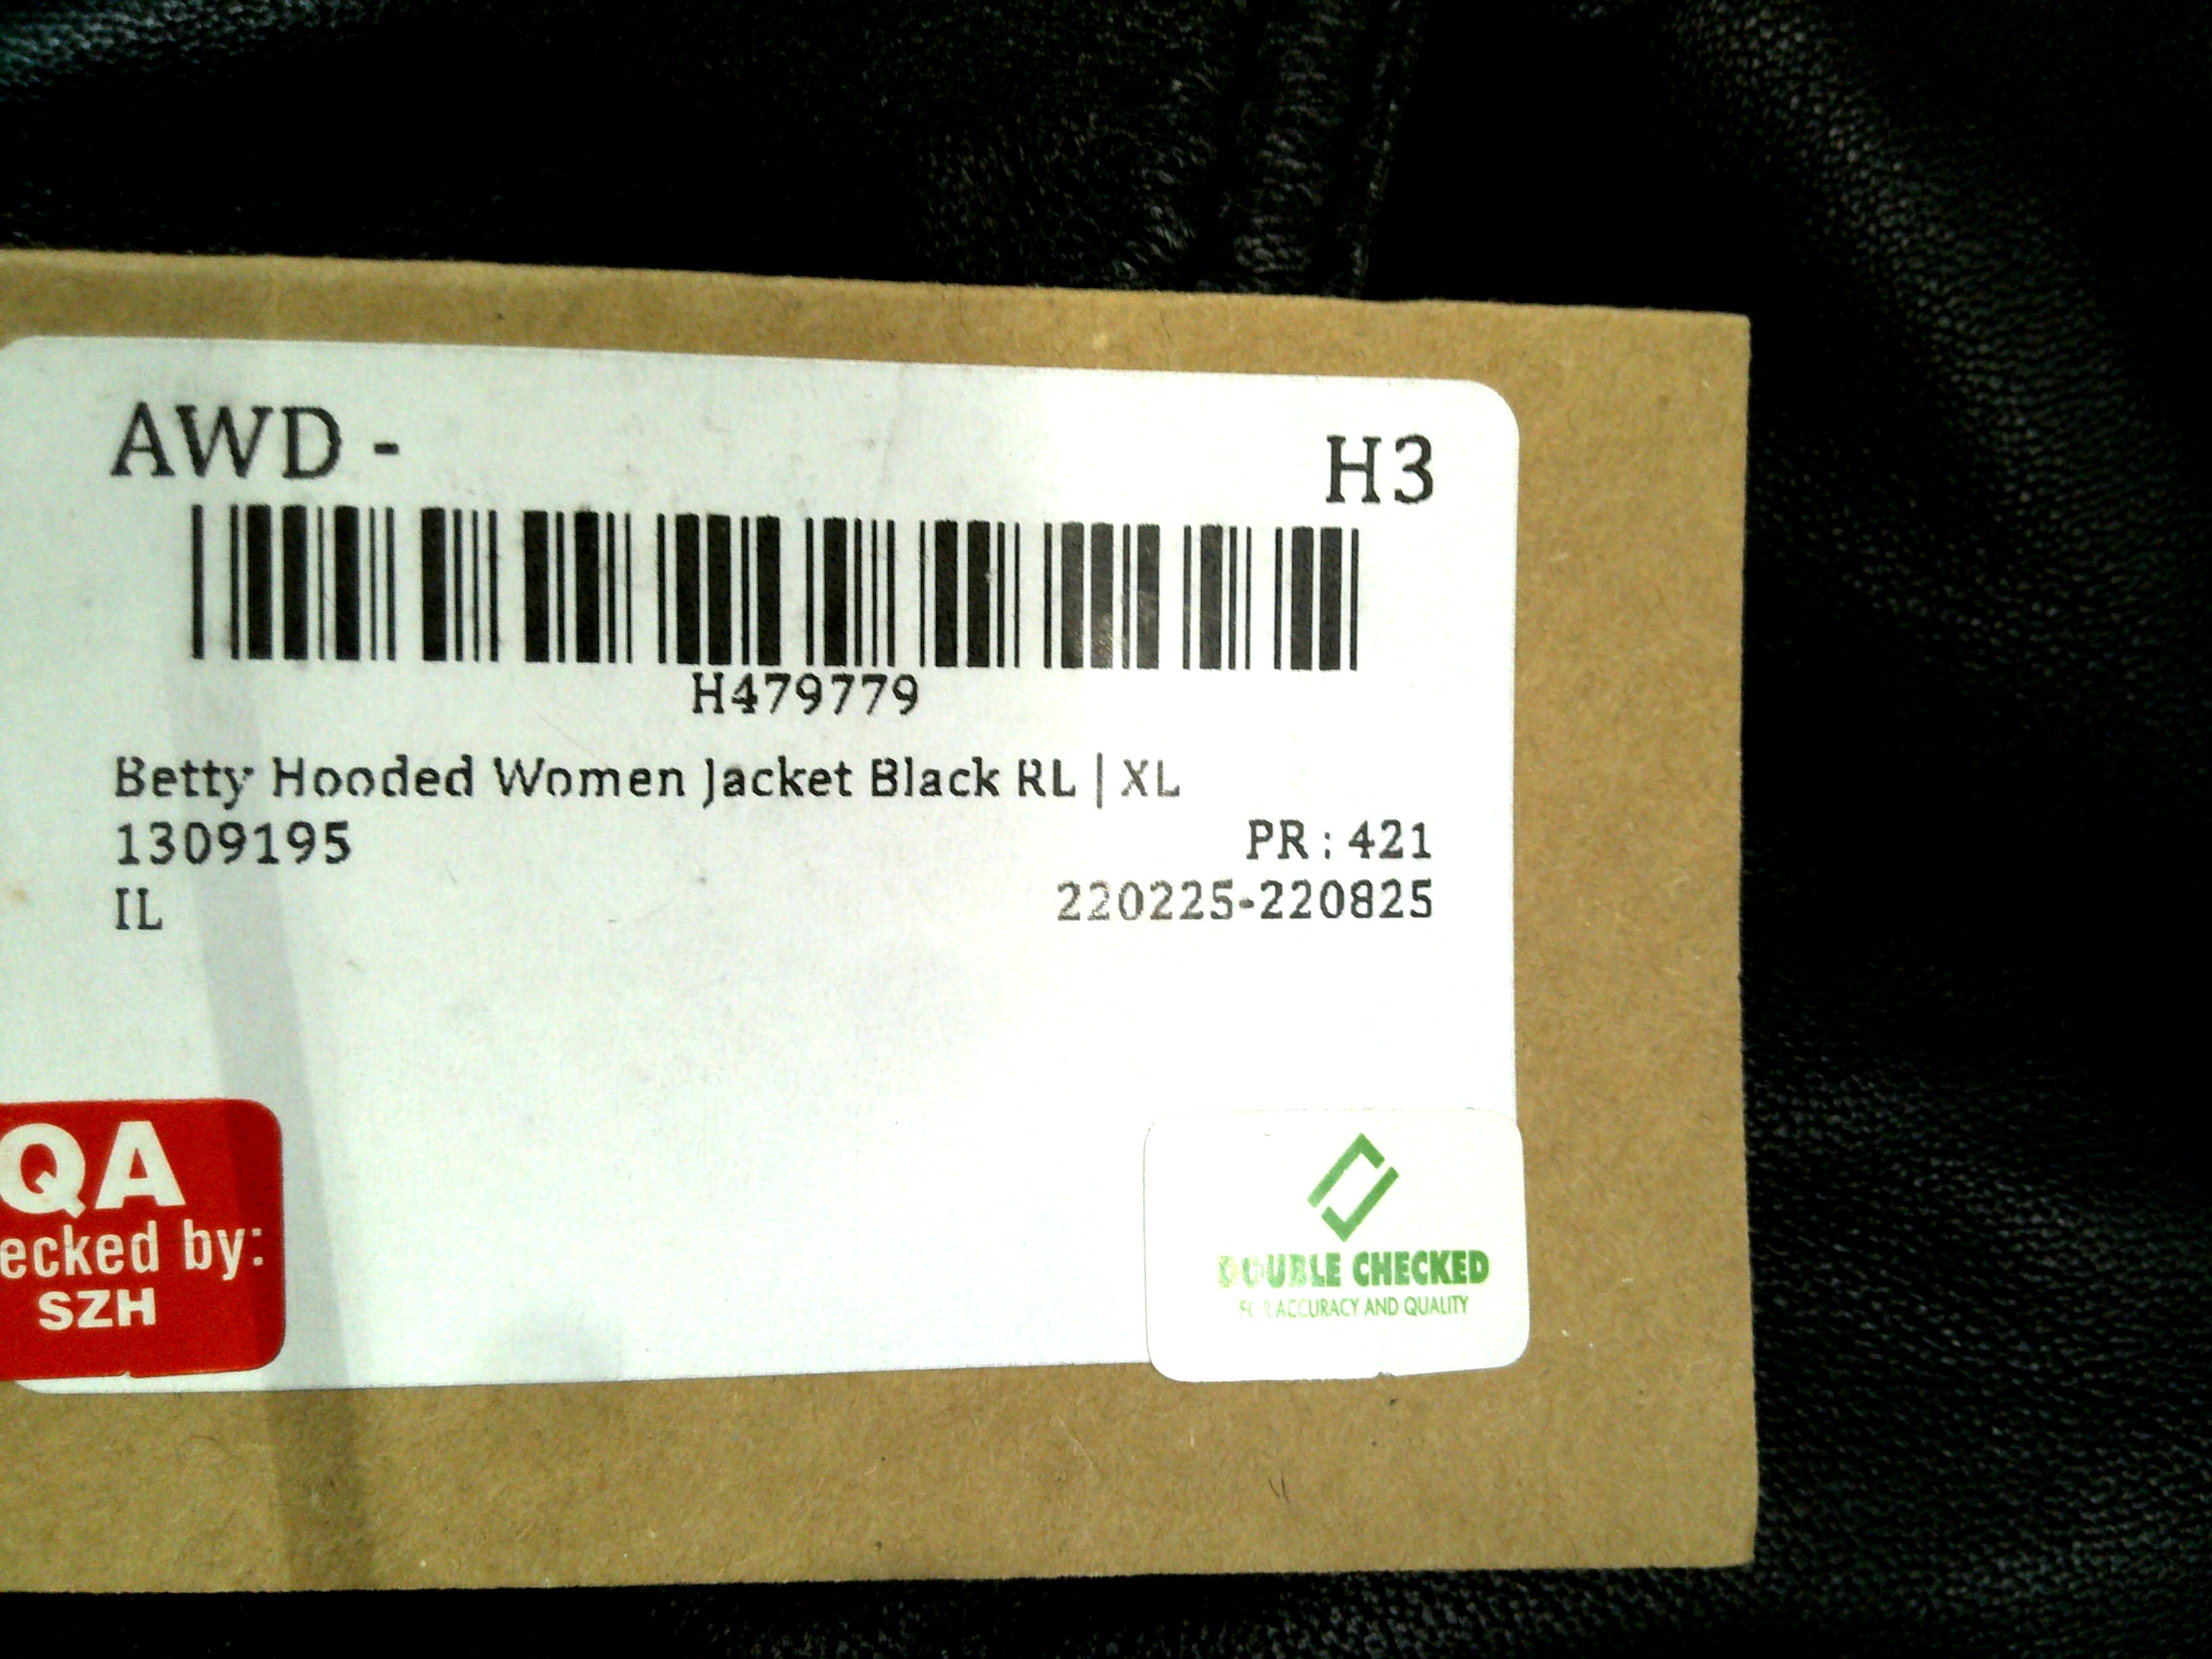 AWD - H3
H479779
Betty Hooded Women Jacket Black RL | XL
1309195 PR : 421
IL 220225-220825
QA
ecked by:
SZH
DOUBLE CHECKED
FOR ACCURACY AND QUALITY